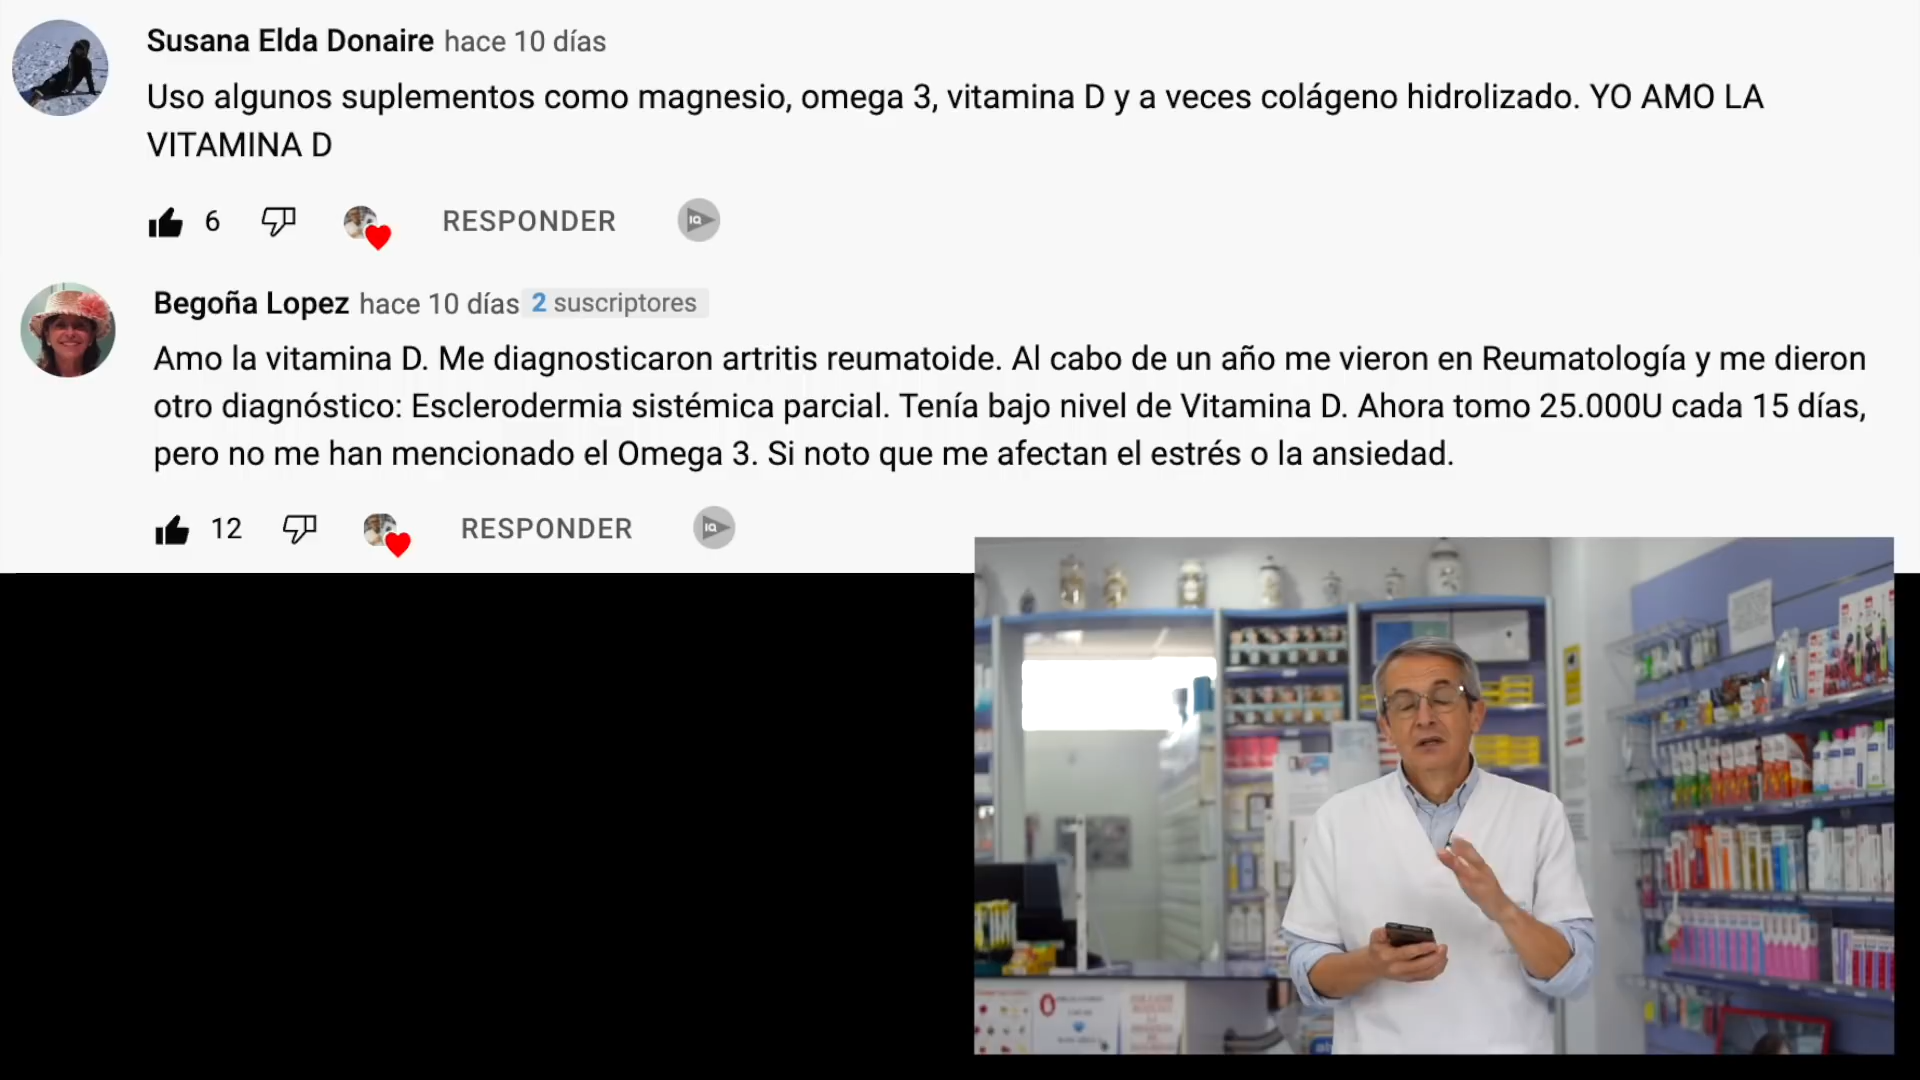 Susana Elda Donaire hace 10 días
Uso algunos suplementos como magnesio, omega 3, vitamina D y a veces colágeno hidrolizado. YO AMO LA
VITAMINA D
6 RESPONDER IQ
Begoña Lopez hace 10 días 2 suscriptores
Amo la vitamina D. Me diagnosticaron artritis reumatoide. Al cabo de un año me vieron en Reumatología y me dieron
otro diagnóstico: Esclerodermia sistémica parcial. Tenía bajo nivel de Vitamina D. Ahora tomo 25.000U cada 15 días,
pero no me han mencionado el Omega 3. Si noto que me afectan el estrés o la ansiedad.
12 RESPONDER IQ